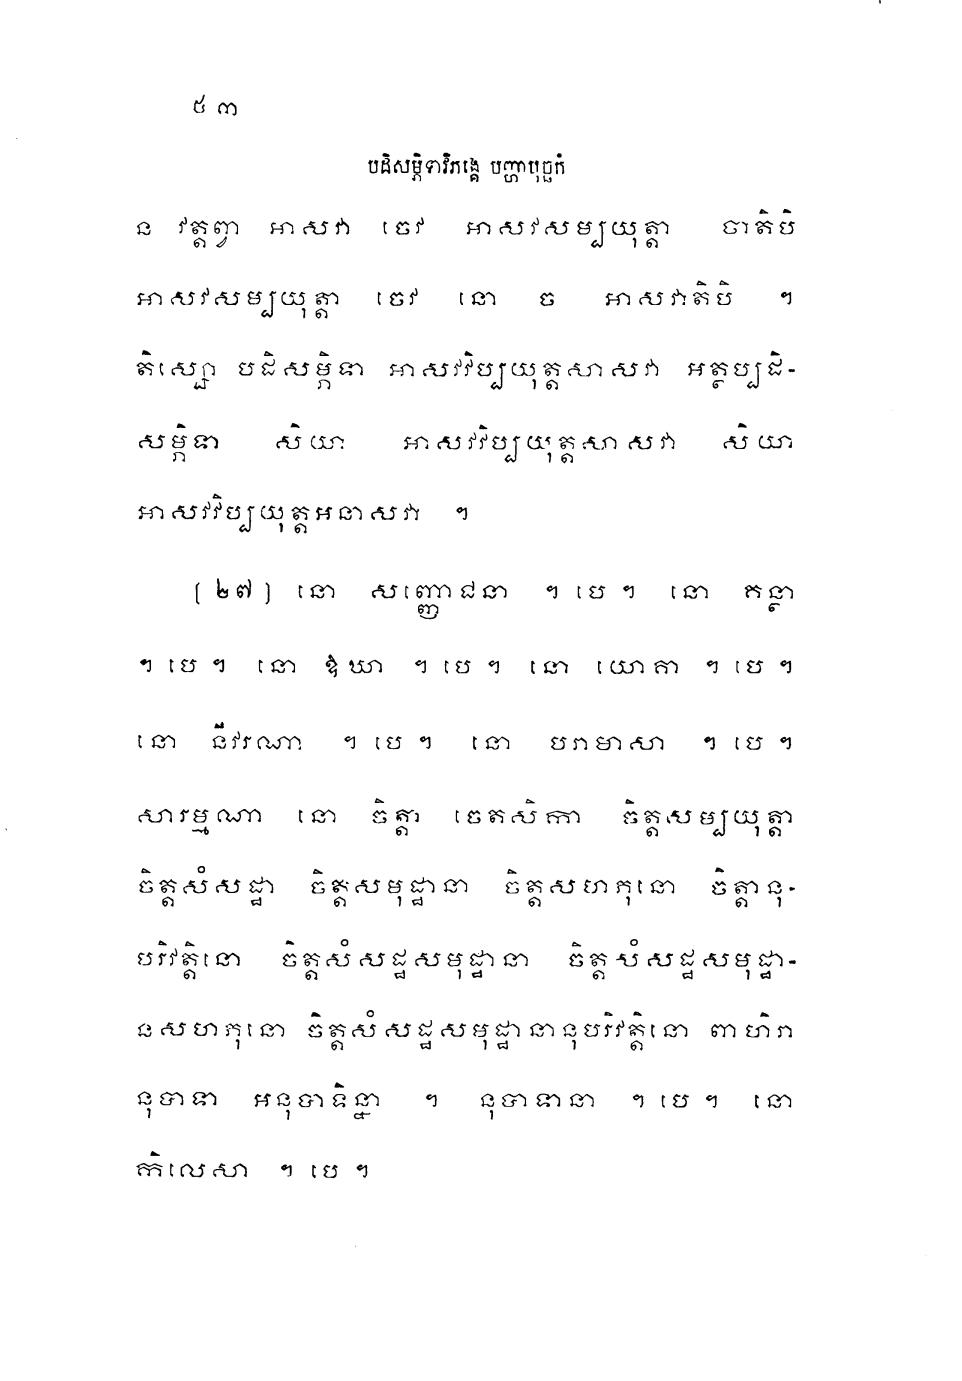 ៥៣
បដិសម្ភិទាវិភង្គេ បញ្ហាបុច្ឆកំ
ន វត្តព្វា អាសវា ចេវ អាសវសម្បយុត្តា ចាតិបិ
អាសវសម្បយុត្តា ចេវ នោ ច អាសវាតិបិ ។
តិស្សោ បដិសម្ភិទា អាសវវិប្បយុត្តសាសវា អត្ថប្បដិ-
សម្ភិទា សិយា អាសវវិប្បយុត្តសាសវា សិយា
អាសវវិប្បយុត្តអនាសវា ។
(២៧) នោ សញ្ញោជនា ។ បេ ។ នោ គន្ថា
។ បេ ។ នោ ឱឃា ។ បេ ។ នោ យោគា ។ បេ ។
នោ នីវរណា ។ បេ ។ នោ បរាមាសា ។ បេ ។
សារម្មណា នោ ចិត្តា ចេតសិកា ចិត្តសម្បយុត្តា
ចិត្តសំសដ្ឋា ចិត្តសមុដ្ឋានា ចិត្តសហភុនោ ចិត្តានុ-
បរិវត្តិនោ ចិត្តសំសដ្ឋសមុដ្ឋានា ចិត្តសំសដ្ឋសមុដ្ឋា-
នសហភុនោ ចិត្តសំសដ្ឋសមុដ្ឋានានុបរិវត្តិនោ ពាហិរា
នុបាទា អនុបាទិន្នា ។ នុបាទានា ។ បេ ។ នោ
កិលេសា ។ បេ ។